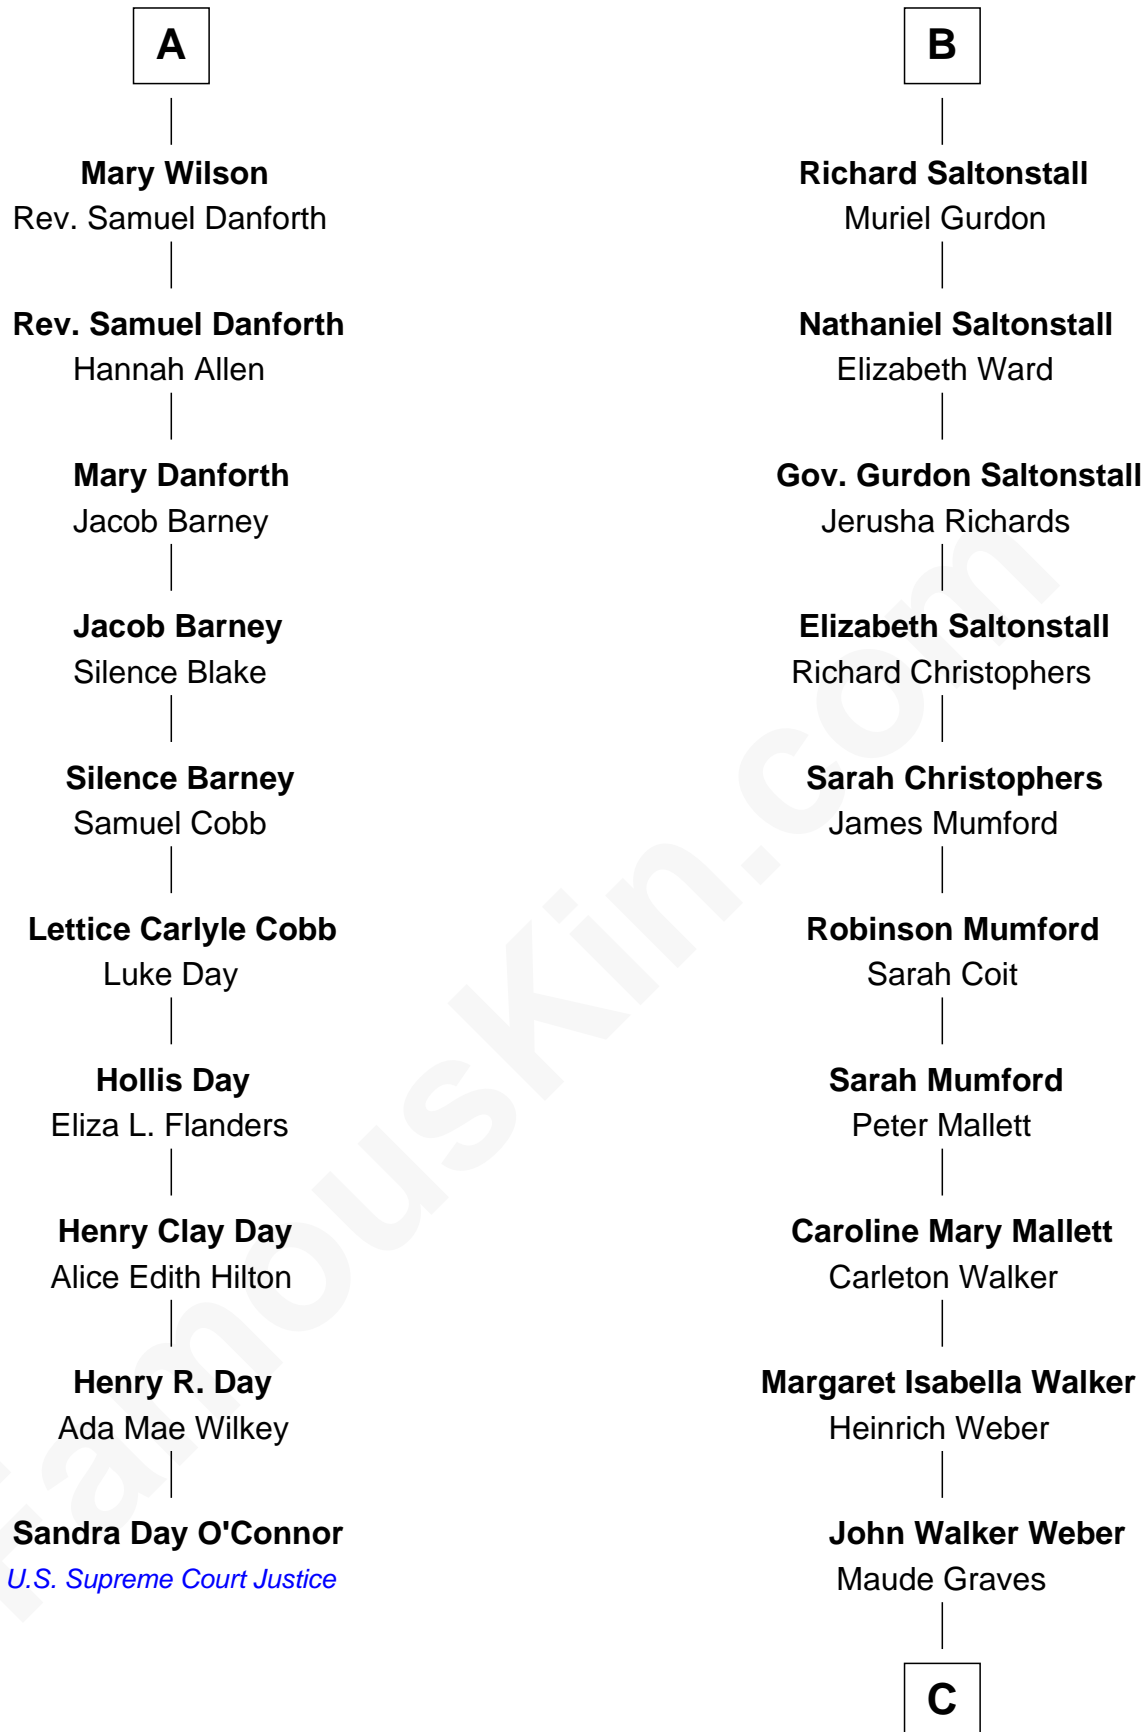 A
Mary Wilson
Rev. Samuel Danforth
Rev. Samuel Danforth
Hannah Allen
Mary Danforth
Jacob Barney
Jacob Barney
Silence Blake
Silence Barney
Samuel Cobb
Lettice Carlyle Cobb
Luke Day
Hollis Day
Eliza L. Flanders
Henry Clay Day
Alice Edith Hilton
Henry R. Day
Ada Mae Wilkey
Sandra Day O'Connor
U.S. Supreme Court Justice
B
Richard Saltonstall
Muriel Gurdon
Nathaniel Saltonstall
Elizabeth Ward
Gov. Gurdon Saltonstall
Jerusha Richards
Elizabeth Saltonstall
Richard Christophers
Sarah Christophers
James Mumford
Robinson Mumford
Sarah Coit
Sarah Mumford
Peter Mallett
Caroline Mary Mallett
Carleton Walker
Margaret Isabella Walker
Heinrich Weber
John Walker Weber
Maude Graves
C
FamousKin.com